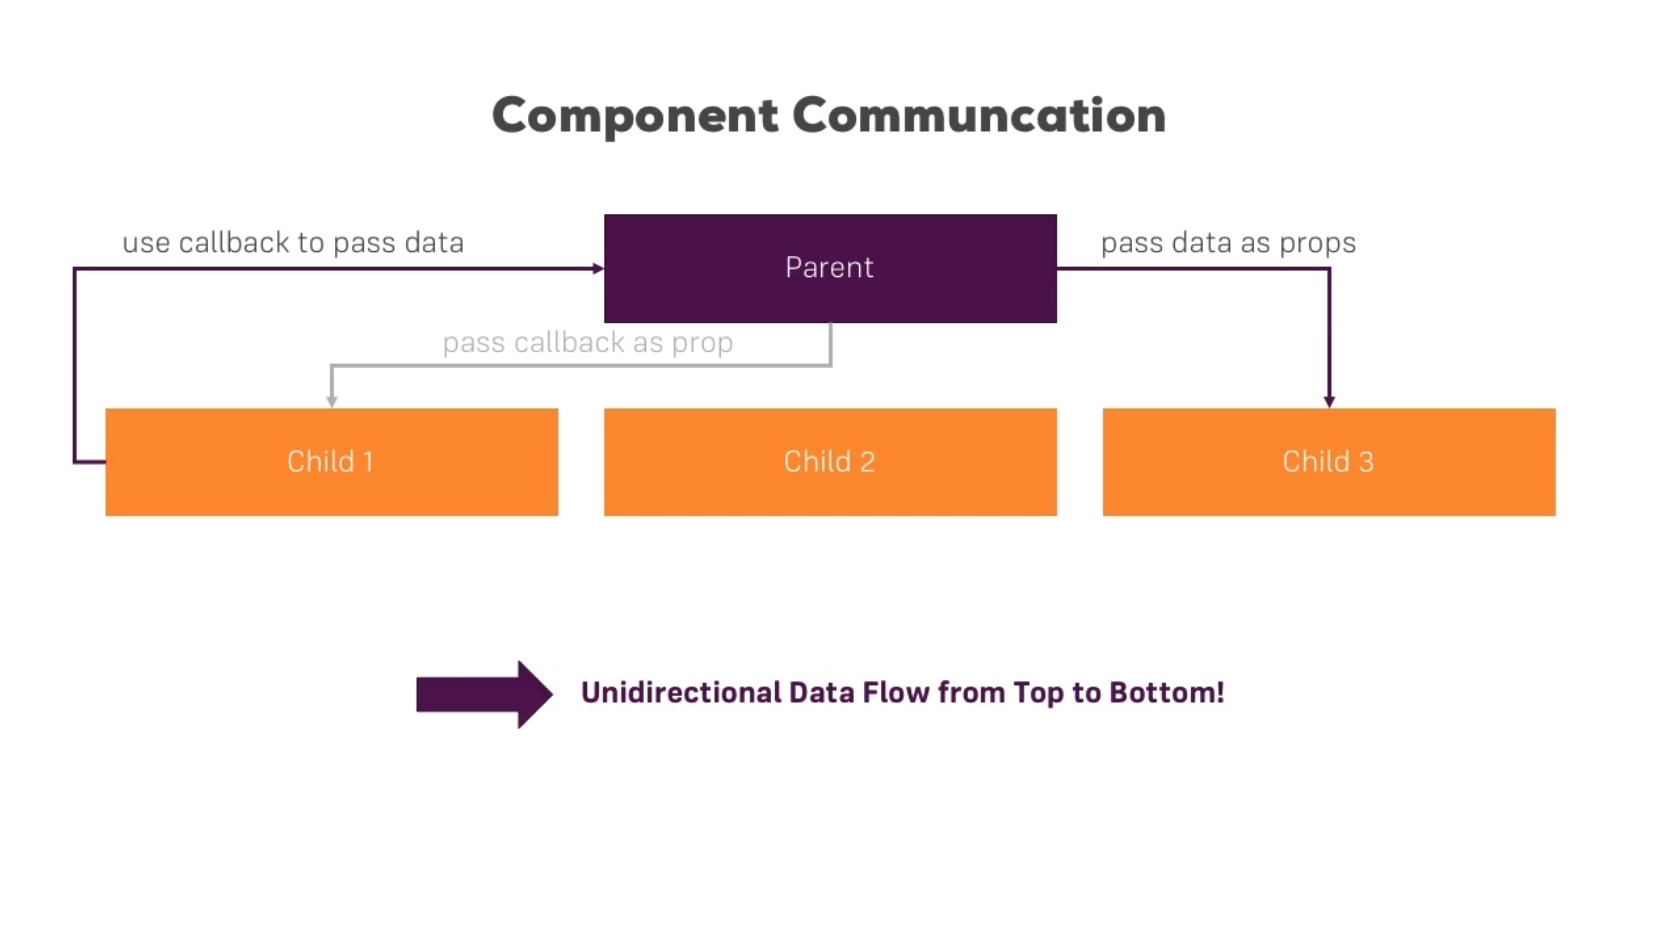 Component Communcation
use callback to pass data
Parent
pass data as props
pass callback as prop
Child 1
Child 2
Child 3
Unidirectional Data Flow from Top to Bottom!